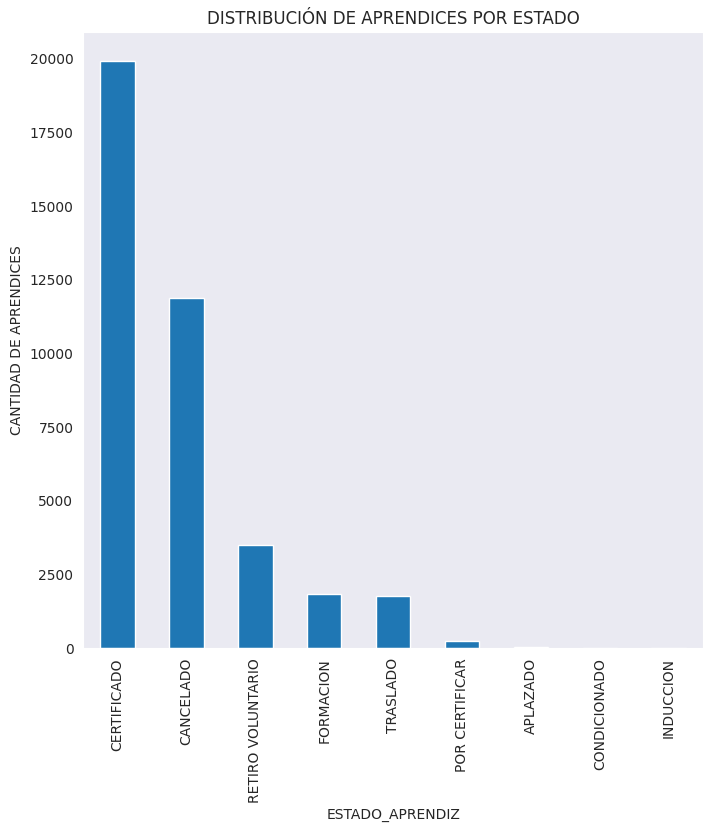 DISTRIBUCIÓN DE APRENDICES POR ESTADO
CANTIDAD DE APRENDICES
20000
17500
15000
12500
10000
7500
5000
2500
0
CERTIFICADO
CANCELADO
RETIRO VOLUNTARIO
FORMACION
TRASLADO
POR CERTIFICAR
APLAZADO
CONDICIONADO
INDUCCION
ESTADO_APRENDIZ